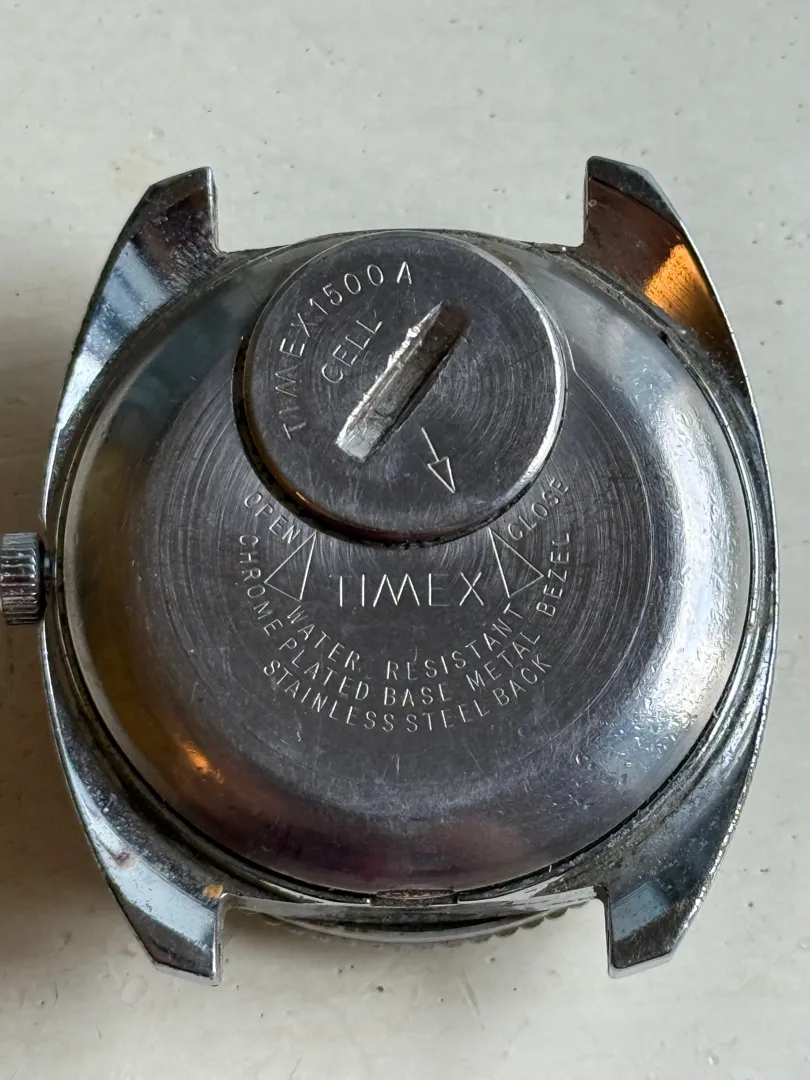 TIMEX 1500 A
CELL
OPEN
CLOSE
TIMEX
WATER RESISTANT
CHROME PLATED BASE METAL BEZEL
STAINLESS STEEL BACK